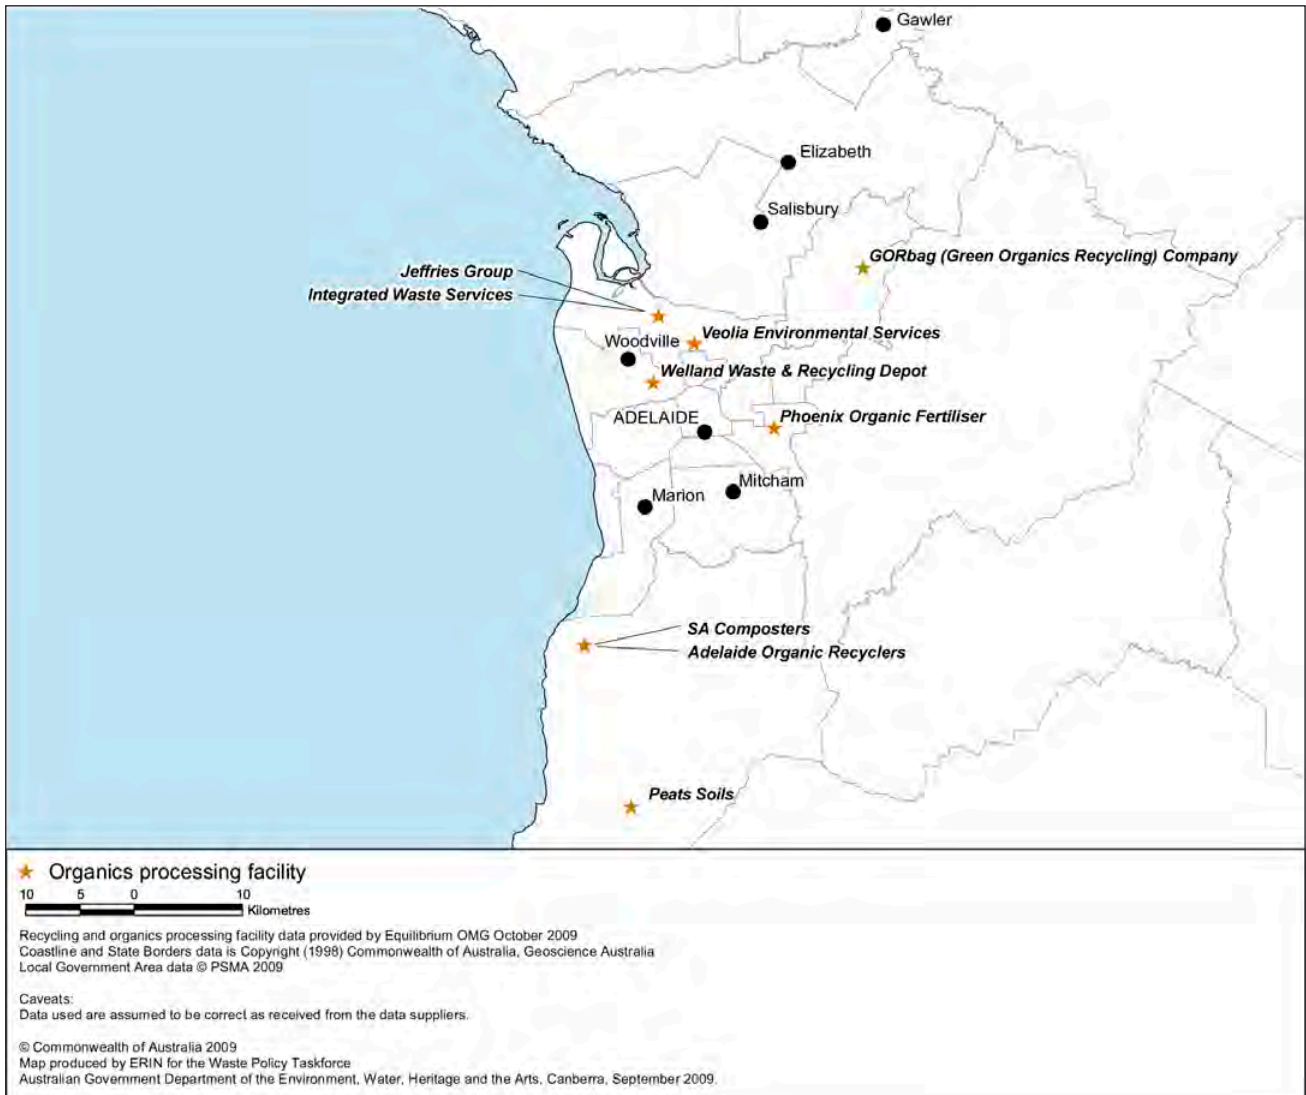 Gawler
Elizabeth
Salisbury
GORbag (Green Organics Recycling) Company
Jeffries Group
Integrated Waste Services
Veolia Environmental Services
Woodville
Welland Waste & Recycling Depot
ADELAIDE
Phoenix Organic Fertiliser
Mitcham
Marion
SA Composters
Adelaide Organic Recyclers
Peats Soils
Organics processing facility
10 5 0 10
Kilometres
Recycling and organics processing facility data provided by Equilibrium OMG October 2009
Coastline and State Borders data is Copyright (1998) Commonwealth of Australia, Geoscience Australia
Local Government Area data © PSMA 2009
Caveats:
Data used are assumed to be correct as received from the data suppliers.
© Commonwealth of Australia 2009
Map produced by ERIN for the Waste Policy Taskforce
Australian Government Department of the Environment, Water, Heritage and the Arts, Canberra, September 2009.